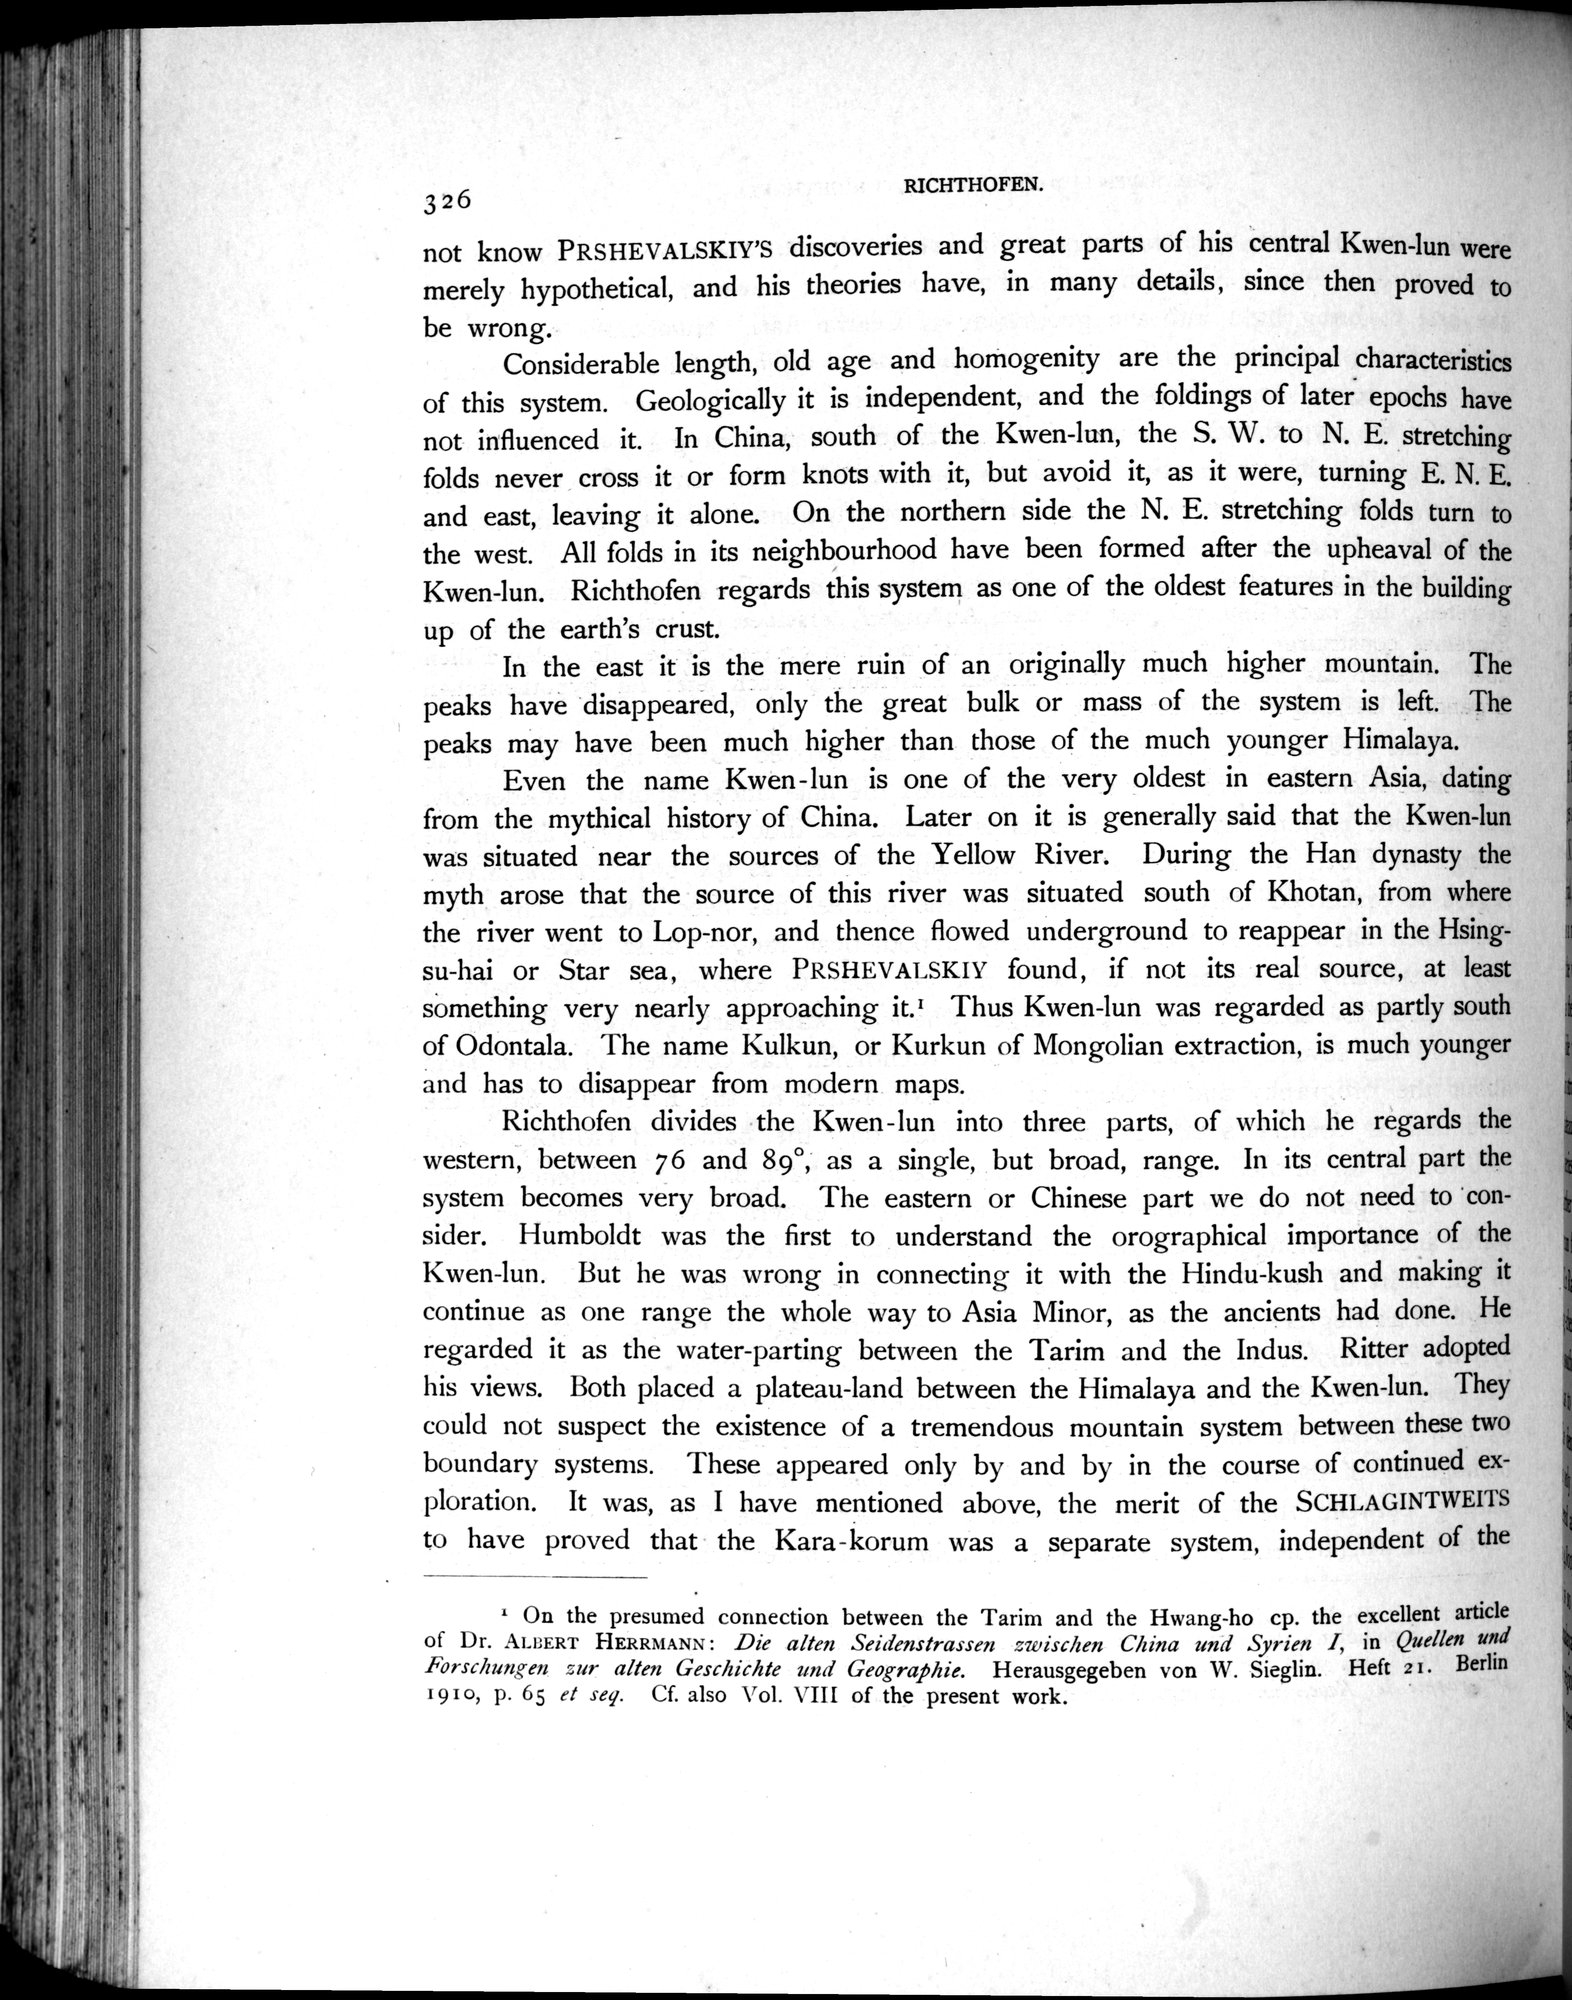 326
RICHTHOFEN.
not know PRSHEVALSKIY'S discoveries and great parts of his central Kwen-lun were
merely hypothetical, and his theories have, in many details, since then proved to
be wrong.
Considerable length, old age and homogenity are the principal characteristics
of this system. Geologically it is independent, and the foldings of later epochs have
not influenced it. In China, south of the Kwen-lun, the S. W. to N. E. stretching
folds never cross it or form knots with it, but avoid it, as it were, turning E. N. E.
and east, leaving it alone. On the northern side the N. E. stretching folds turn to
the west. All folds in its neighbourhood have been formed after the upheaval of the
Kwen-lun. Richthofen regards this system as one of the oldest features in the building
up of the earth's crust.
In the east it is the mere ruin of an originally much higher mountain. The
peaks have disappeared, only the great bulk or mass of the system is left. The
peaks may have been much higher than those of the much younger Himalaya.
Even the name Kwen-lun is one of the very oldest in eastern Asia, dating
from the mythical history of China. Later on it is generally said that the Kwen-lun
was situated near the sources of the Yellow River. During the Han dynasty the
myth arose that the source of this river was situated south of Khotan, from where
the river went to Lop-nor, and thence flowed underground to reappear in the Hsing-
su-hai or Star sea, where PRSHEVALSKIY found, if not its real source, at least
something very nearly approaching it.¹ Thus Kwen-lun was regarded as partly south
of Odontala. The name Kulkun, or Kurkun of Mongolian extraction, is much younger
and has to disappear from modern maps.
Richthofen divides the Kwen-lun into three parts, of which he regards the
western, between 76 and 89°, as a single, but broad, range. In its central part the
system becomes very broad. The eastern or Chinese part we do not need to con-
sider. Humboldt was the first to understand the orographical importance of the
Kwen-lun. But he was wrong in connecting it with the Hindu-kush and making it
continue as one range the whole way to Asia Minor, as the ancients had done. He
regarded it as the water-parting between the Tarim and the Indus. Ritter adopted
his views. Both placed a plateau-land between the Himalaya and the Kwen-lun. They
could not suspect the existence of a tremendous mountain system between these two
boundary systems. These appeared only by and by in the course of continued ex-
ploration. It was, as I have mentioned above, the merit of the SCHLAGINTWEITS
to have proved that the Kara-korum was a separate system, independent of the
¹ On the presumed connection between the Tarim and the Hwang-ho cp. the excellent article
of Dr. ALBERT HERRMANN: Die alten Seidenstrassen zwischen China und Syrien I, in Quellen und
Forschungen zur alten Geschichte und Geographie. Herausgegeben von W. Sieglin. Heft 21. Berlin
1910, p. 65 et seq. Cf. also Vol. VIII of the present work.